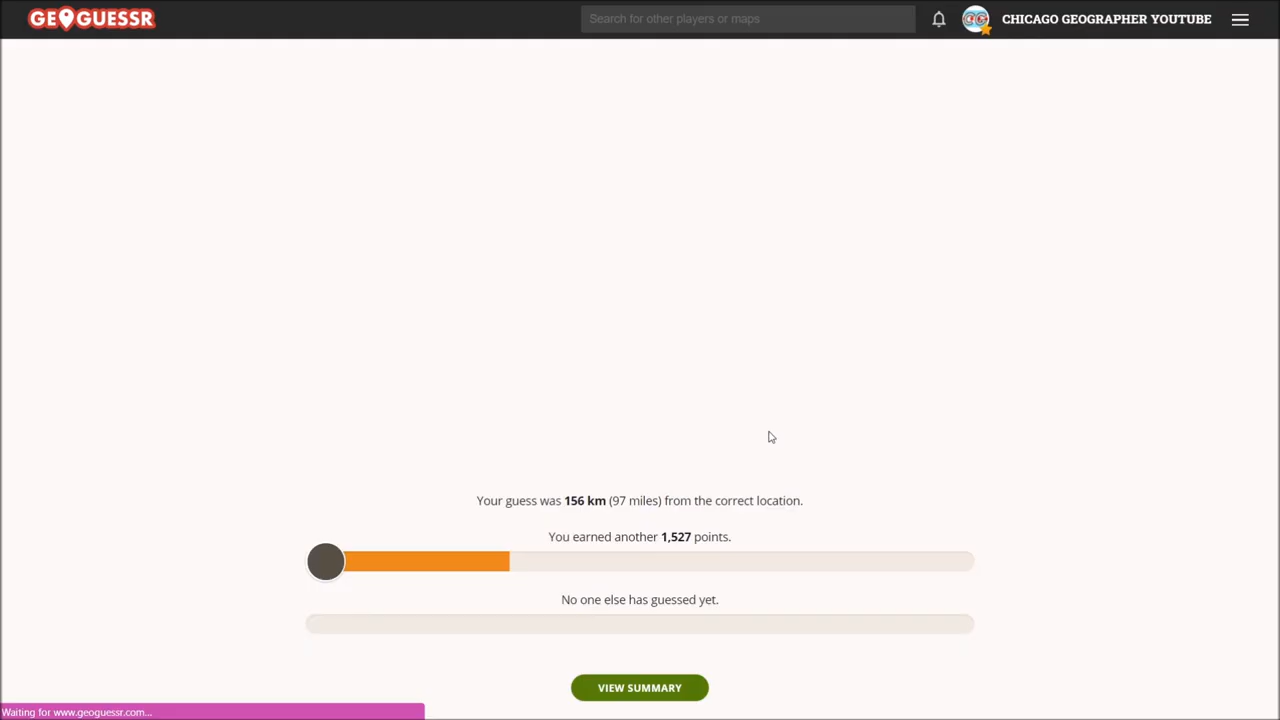 GEOGUESSR
Search for other players or maps
CHICAGO GEOGRAPHER YOUTUBE
Your guess was 156 km (97 miles) from the correct location.
You earned another 1,527 points.
No one else has guessed yet.
VIEW SUMMARY
Waiting for www.geoguessr.com...